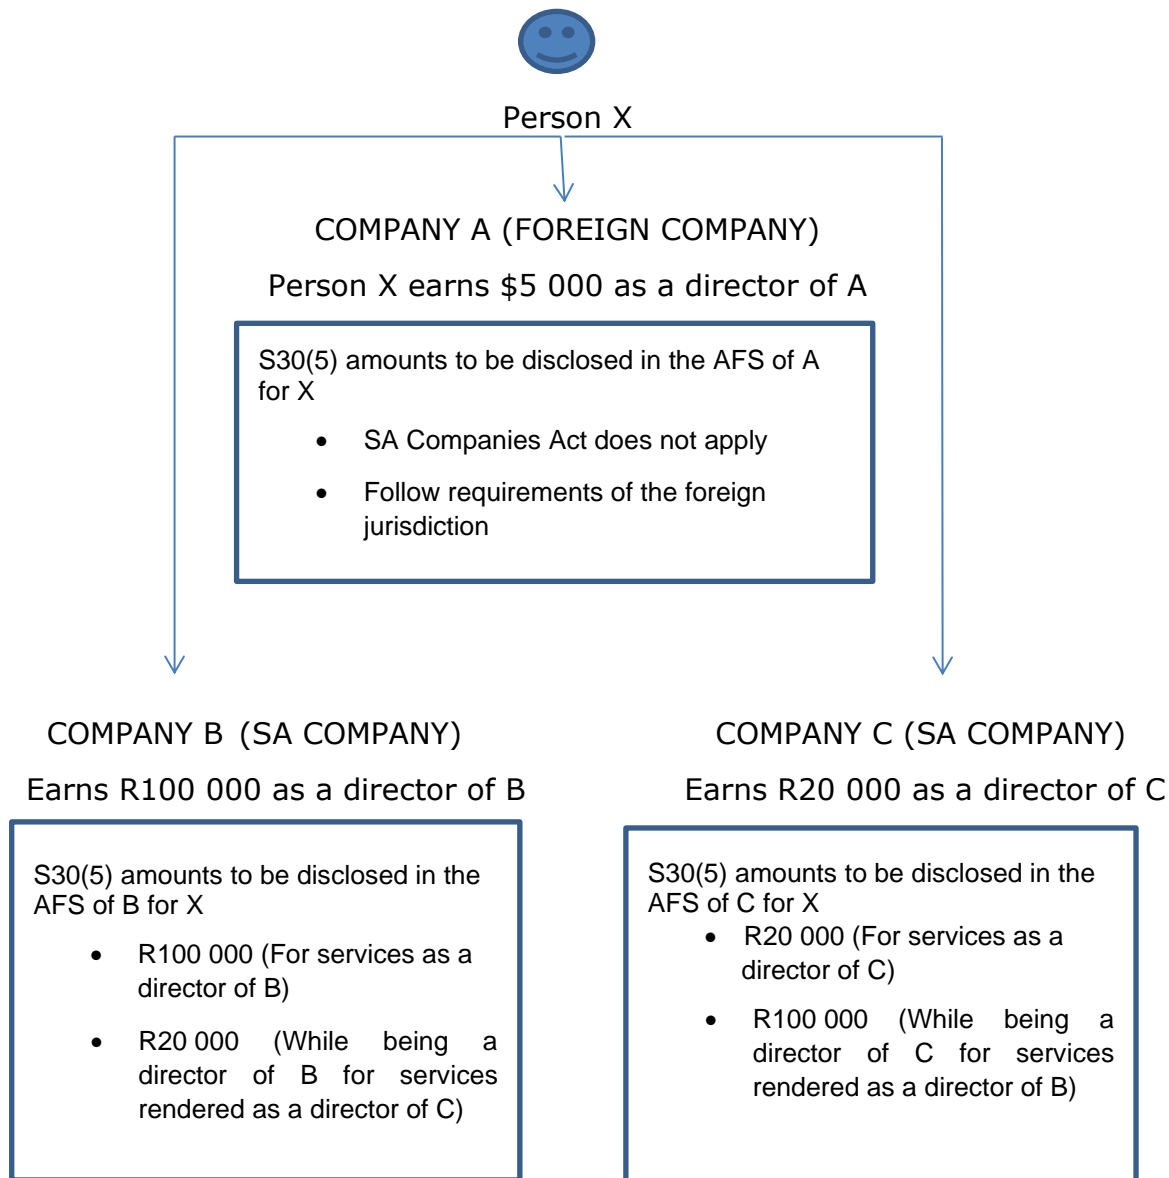 Person X
COMPANY A (FOREIGN COMPANY)
Person X earns $5 000 as a director of A
S30(5) amounts to be disclosed in the AFS of A
for X
• SA Companies Act does not apply
• Follow requirements of the foreign
jurisdiction
COMPANY B (SA COMPANY)
Earns R100 000 as a director of B
S30(5) amounts to be disclosed in the
AFS of B for X
• R100 000 (For services as a
director of B)
• R20 000 (While being a
director of B for services
rendered as a director of C)
COMPANY C (SA COMPANY)
Earns R20 000 as a director of C
S30(5) amounts to be disclosed in the
AFS of C for X
• R20 000 (For services as a
director of C)
• R100 000 (While being a
director of C for services
rendered as a director of B)